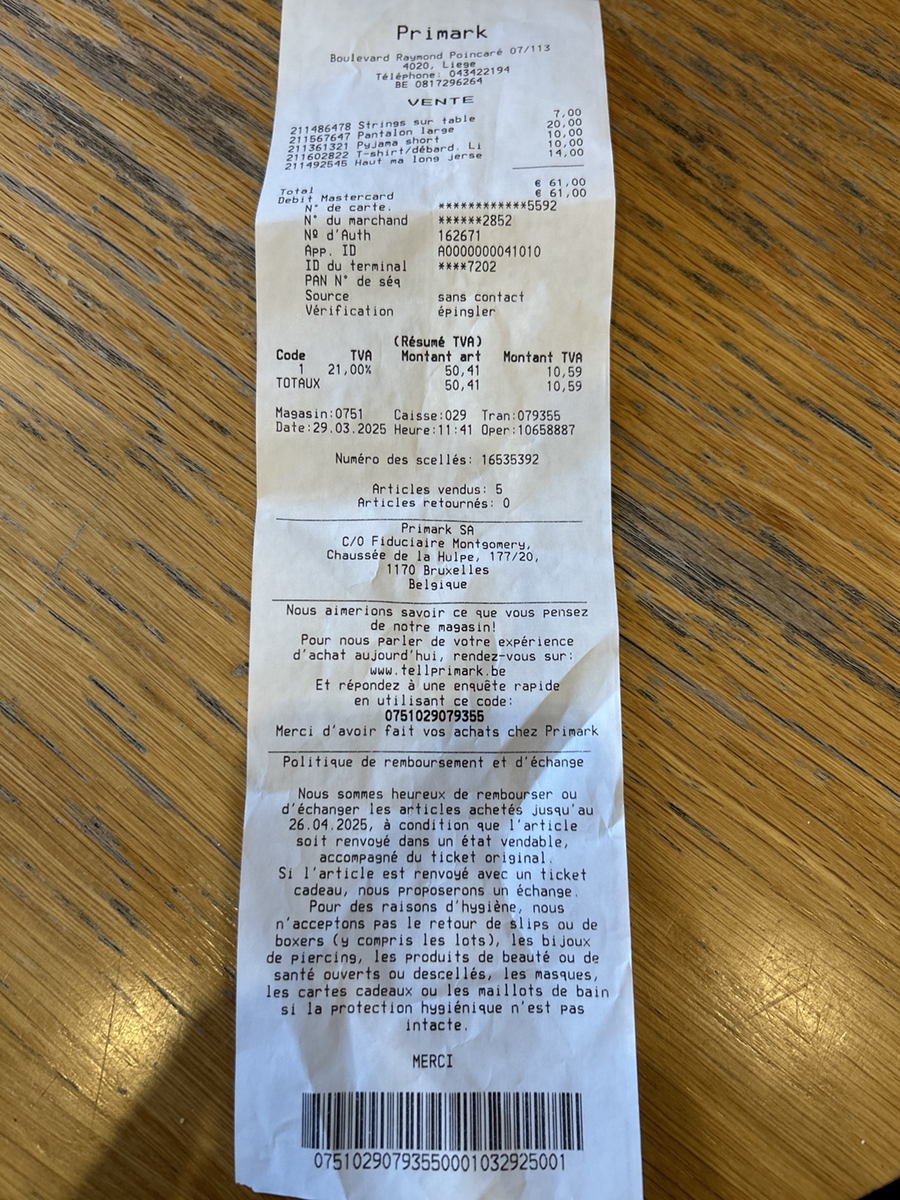 Primark
Boulevard Raymond Poincaré 07/113
4020, Liege
Téléphone: 043422194
BE 0817296264
VENTE
211486478 Strings sur table 7,00
211567647 Pantalon large 20,00
211361321 Pyjama short 10,00
211602822 T-shirt/débard. Li 10,00
211492545 Haut ma long jerse 14,00
Total € 61,00
Debit Mastercard € 61,00
N° de carte. ************5592
N° du marchand ******2852
Nº d'Auth 162671
App. ID A0000000041010
ID du terminal ****7202
PAN N° de séq
Source sans contact
Vérification épingler
(Résumé TVA)
Code TVA Montant art Montant TVA
1 21,00% 50,41 10,59
TOTAUX 50,41 10,59
Magasin:0751 Caisse:029 Tran:079355
Date:29.03.2025 Heure:11:41 Oper:10658887
Numéro des scellés: 16535392
Articles vendus: 5
Articles retournés: 0
Primark SA
C/O Fiduciaire Montgomery,
Chaussée de la Hulpe, 177/20,
1170 Bruxelles
Belgique
Nous aimerions savoir ce que vous pensez
de notre magasin!
Pour nous parler de votre expérience
d'achat aujourd'hui, rendez-vous sur:
www.tellprimark.be
Et répondez à une enquête rapide
en utilisant ce code:
0751029079355
Merci d'avoir fait vos achats chez Primark
Politique de remboursement et d'échange
Nous sommes heureux de rembourser ou
d'échanger les articles achetés jusqu'au
26.04.2025, à condition que l'article
soit renvoyé dans un état vendable,
accompagné du ticket original.
Si l'article est renvoyé avec un ticket
cadeau, nous proposerons un échange.
Pour des raisons d'hygiène, nous
n'acceptons pas le retour de slips ou de
boxers (y compris les lots), les bijoux
de piercing, les produits de beauté ou de
santé ouverts ou descellés, les masques,
les cartes cadeaux ou les maillots de bain
si la protection hygiénique n'est pas
intacte.
MERCI
07510290793550001032925001